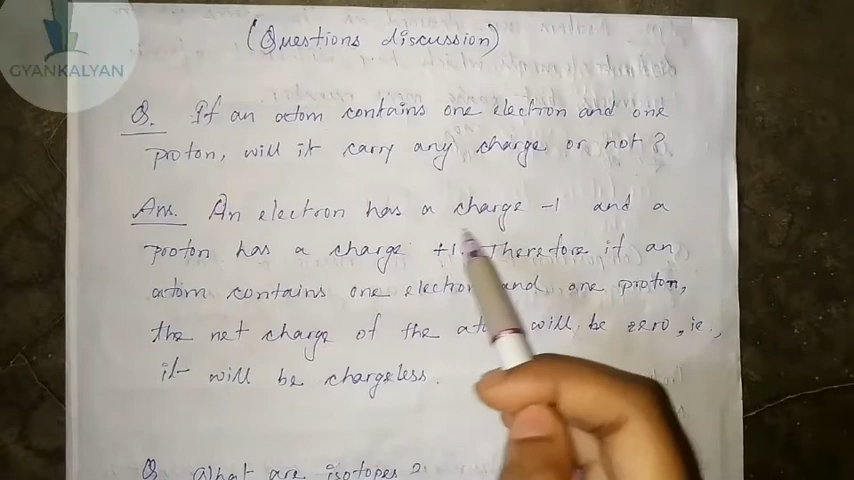 GYANKALYAN
(Questions discussion)
Q. If an atom contains one electron and one
proton, will it carry any charge or not ?
Ans. An electron has a charge -1 and a
proton has a charge +1. Therefore if an
atom contains one electron and one proton,
the net charge of the will be zero, ie.,
it will be chargeless.
Q What are isotopes ?